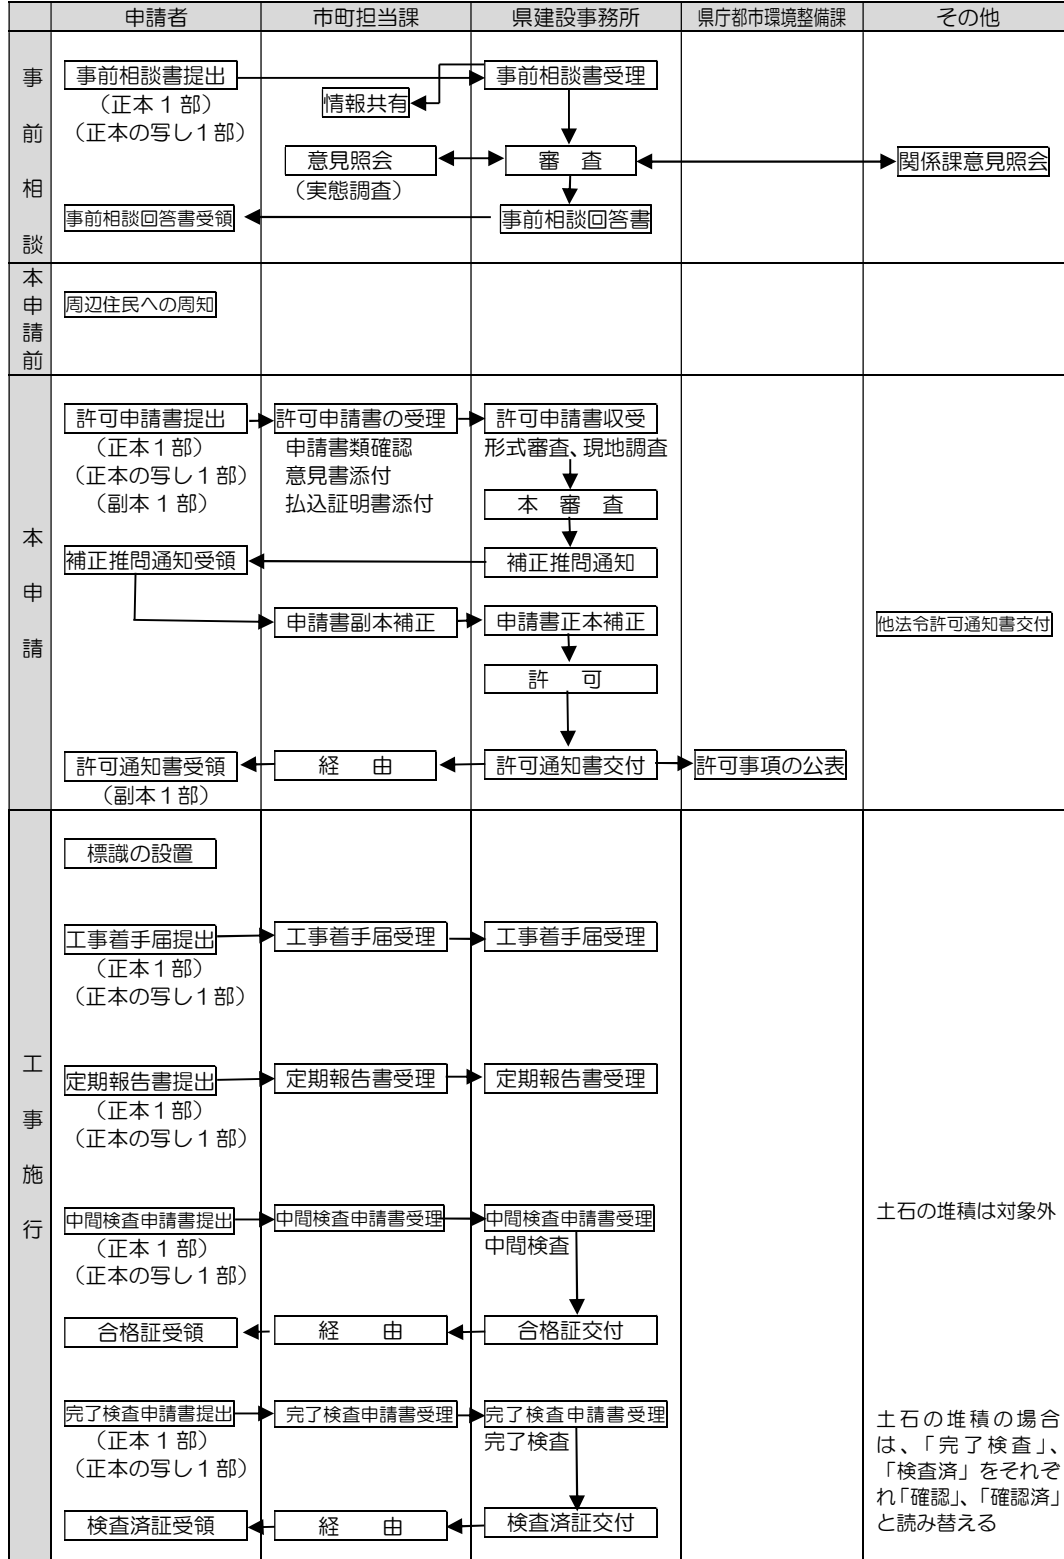 申請者 市町担当課 県建設事務所 県庁都市環境整備課 その他
事前相談
事前相談書提出 事前相談書受理
（正本１部） 情報共有
（正本の写し１部）
意見照会 審　査 関係課意見照会
（実態調査）
事前相談回答書受領 事前相談回答書
本申請前
周辺住民への周知
本申請
許可申請書提出 許可申請書の受理 許可申請書収受
（正本１部） 申請書類確認 形式審査、現地調査
（正本の写し１部） 意見書添付
（副本１部） 払込証明書添付 本　審　査
補正推問通知受領 補正推問通知
申請書副本補正 申請書正本補正 他法令許可通知書交付
許　可
許可通知書受領 経　由 許可通知書交付 許可事項の公表
（副本１部）
工事施行
標識の設置
工事着手届提出 工事着手届受理 工事着手届受理
（正本１部）
（正本の写し１部）
定期報告書提出 定期報告書受理 定期報告書受理
（正本１部）
（正本の写し１部）
中間検査申請書提出 中間検査申請書受理 中間検査申請書受理 土石の堆積は対象外
（正本１部） 中間検査
（正本の写し１部）
合格証受領 経　由 合格証交付
完了検査申請書提出 完了検査申請書受理 完了検査申請書受理
（正本１部） 完了検査
（正本の写し１部）
土石の堆積の場合
は、「完了検査」、
「検査済」をそれぞ
れ「確認」、「確認済」
と読み替える
検査済証受領 経　由 検査済証交付